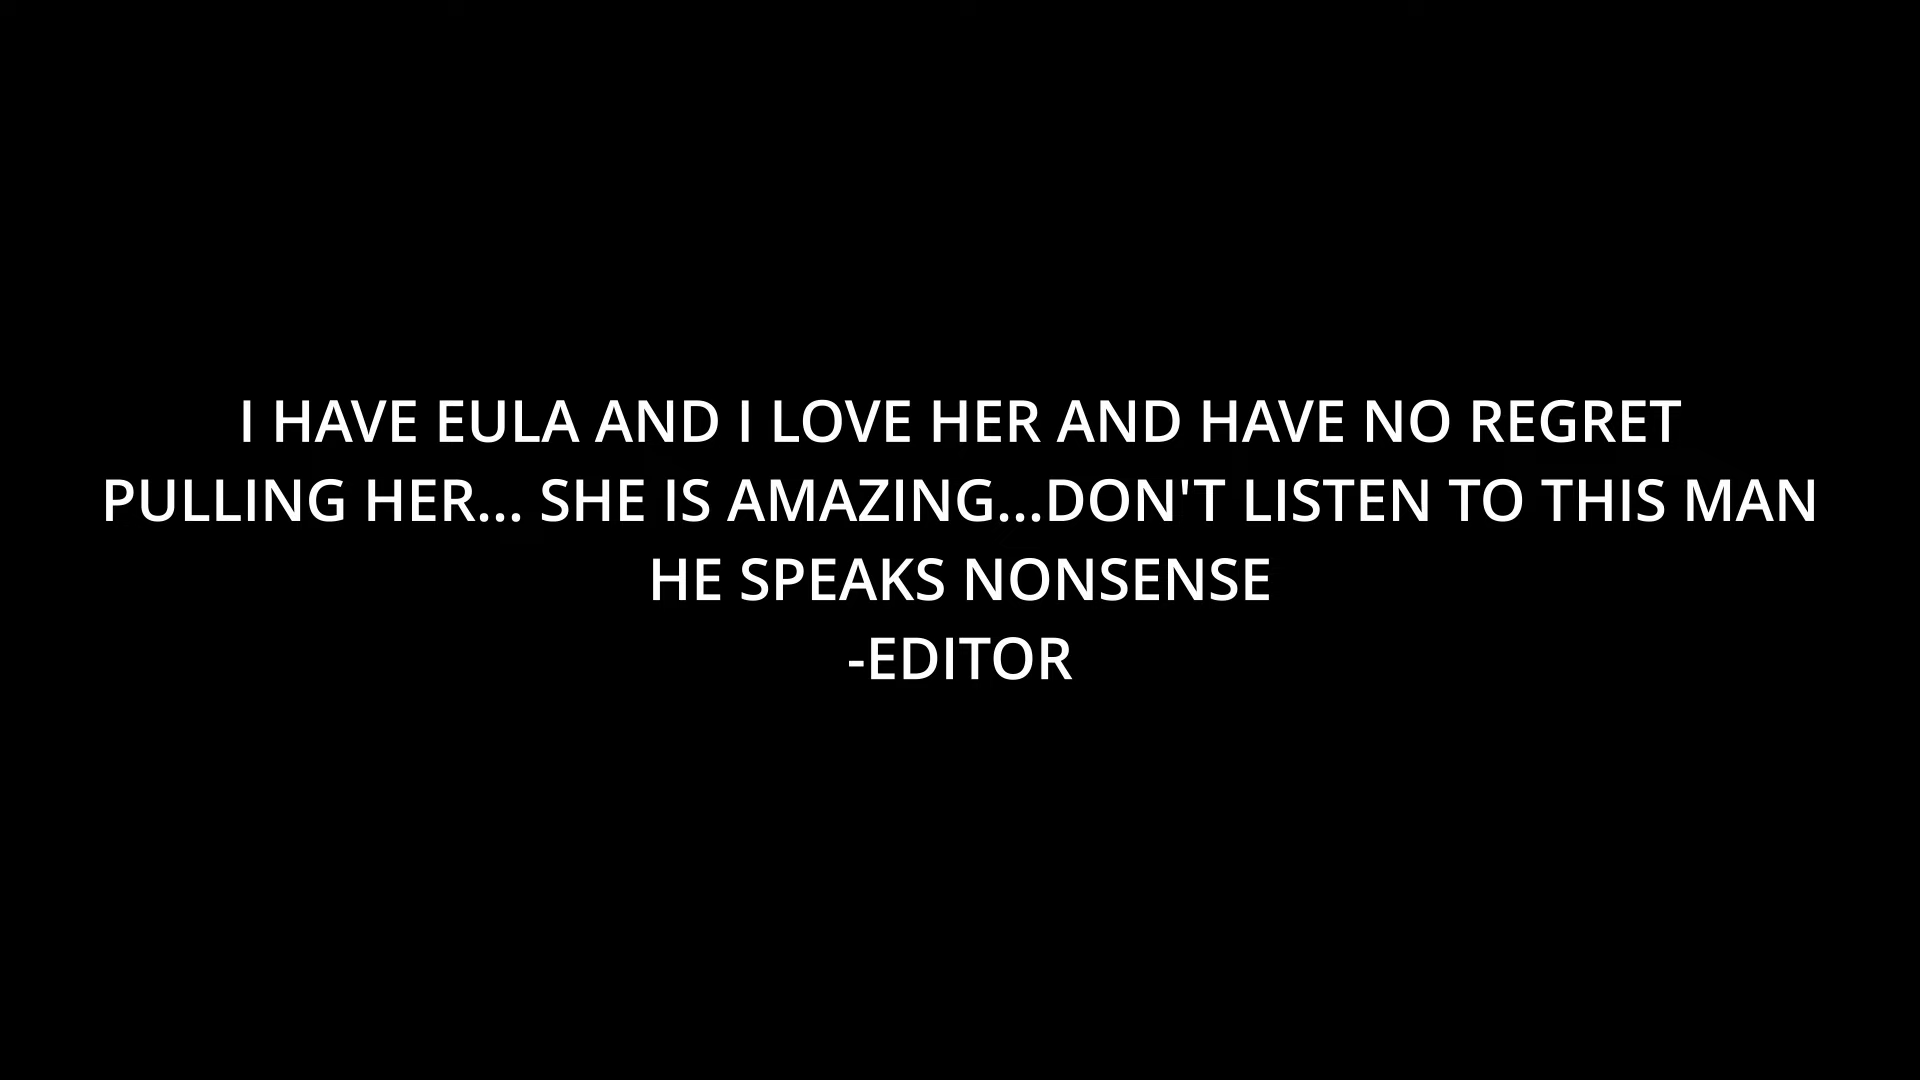 I HAVE EULA AND I LOVE HER AND HAVE NO REGRET
PULLING HER... SHE IS AMAZING...DON'T LISTEN TO THIS MAN
HE SPEAKS NONSENSE
-EDITOR